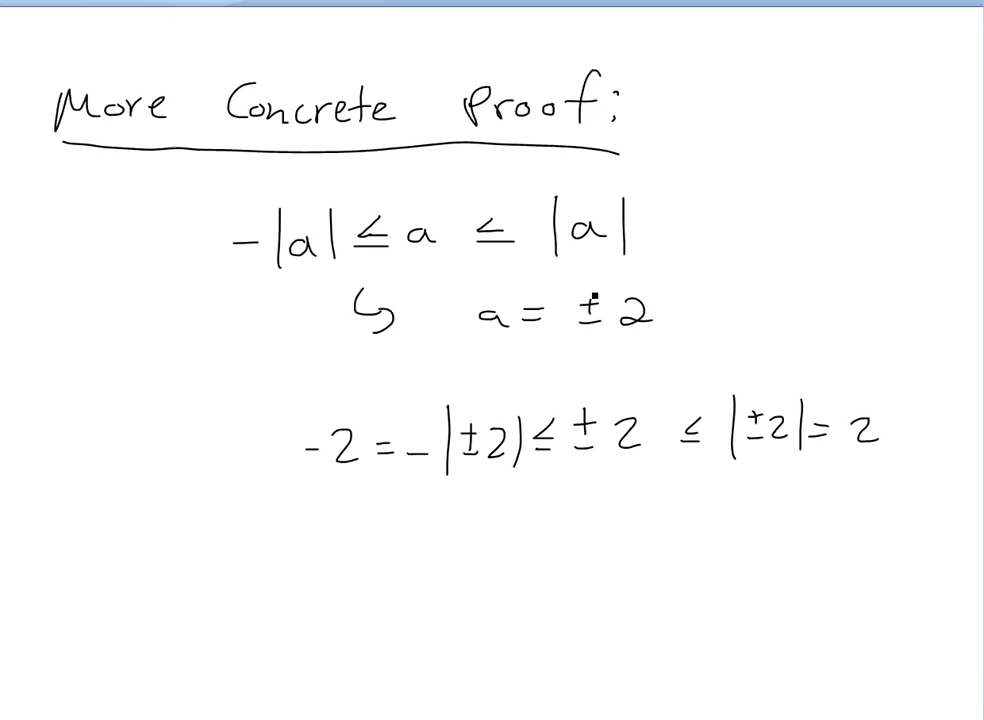 More Concrete Proof:
-|a| ≤ a ≤ |a|
↳ a = ±2
-2 = -|±2| ≤ ±2 ≤ |±2| = 2